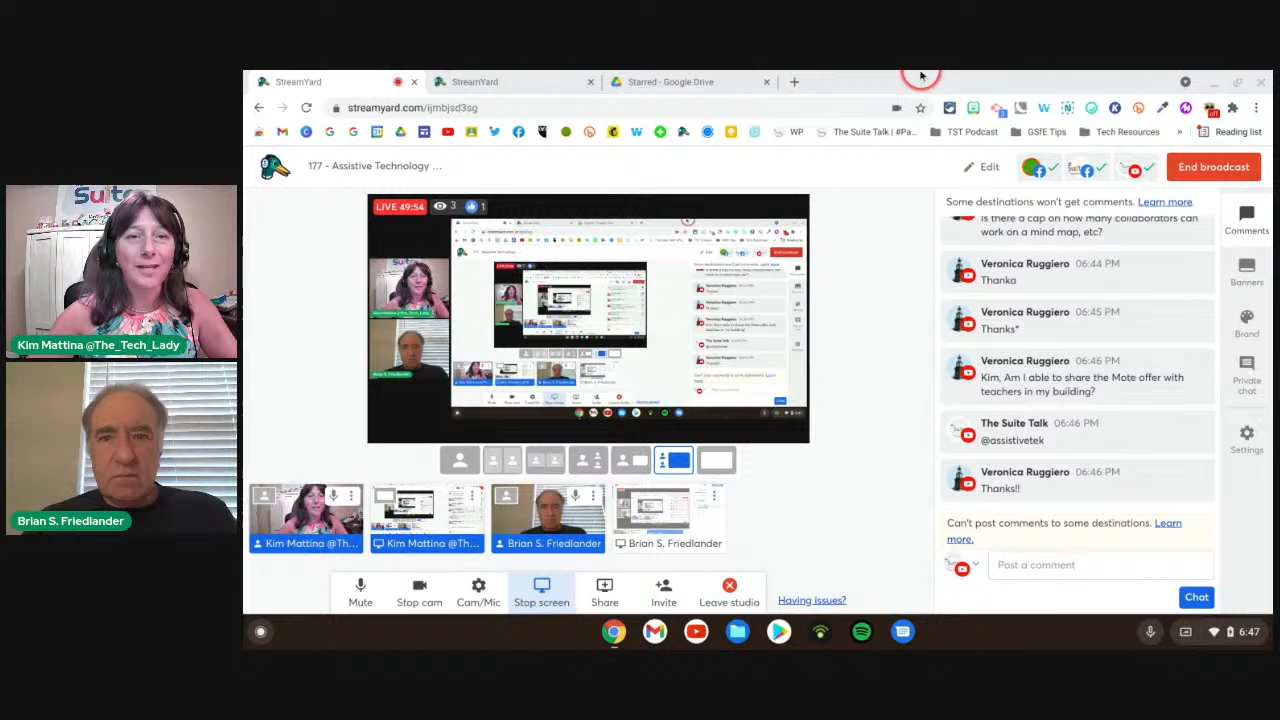 StreamYard
StreamYard
Starred - Google Drive
streamyard.com/ijmbjsd3sg
off
WP
The Suite Talk | #Pa...
TST Podcast
GSfE Tips
Tech Resources
»
Reading list
177 - Assistive Technology ...
Edit
End broadcast
Suite
Kim Mattina @The_Tech_Lady
Brian S. Friedlander
LIVE 49:54
3
1
Some destinations won't get comments. Learn more.
is there a cap on how many collaborators can
work on a mind map, etc?
Veronica Ruggiero 06:44 PM
Thanka
Veronica Ruggiero 06:45 PM
Thanks*
Veronica Ruggiero 06:46 PM
Kim, Am I able to share the Mote offer with
teachers in my building?
The Suite Talk 06:46 PM
@assistivetek
Veronica Ruggiero 06:46 PM
Thanks!!
Can't post comments to some destinations. Learn
more.
Post a comment
Chat
Comments
Banners
Brand
Private
chat
Settings
Kim Mattina @Th...
Kim Mattina @Th...
Brian S. Friedlander
Brian S. Friedlander
Mute
Stop cam
Cam/Mic
Stop screen
Share
Invite
Leave studio
Having issues?
6:47